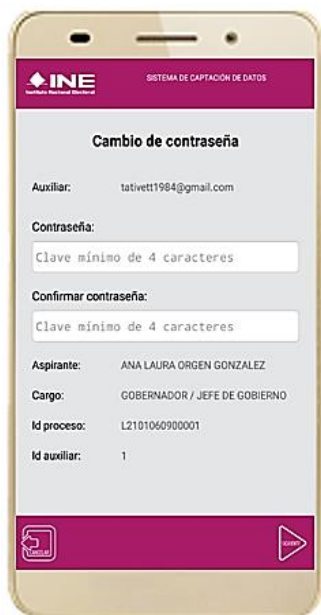 INE
Instituto Nacional Electoral
SISTEMA DE CAPTACIÓN DE DATOS
Cambio de contraseña
Auxiliar: tativett1984@gmail.com
Contraseña:
Clave mínimo de 4 caracteres
Confirmar contraseña:
Clave mínimo de 4 caracteres
Aspirante: ANA LAURA ORGEN GONZALEZ
Cargo: GOBERNADOR / JEFE DE GOBIERNO
Id proceso: L2101060900001
Id auxiliar: 1
CANCELAR
SIGUIENTE